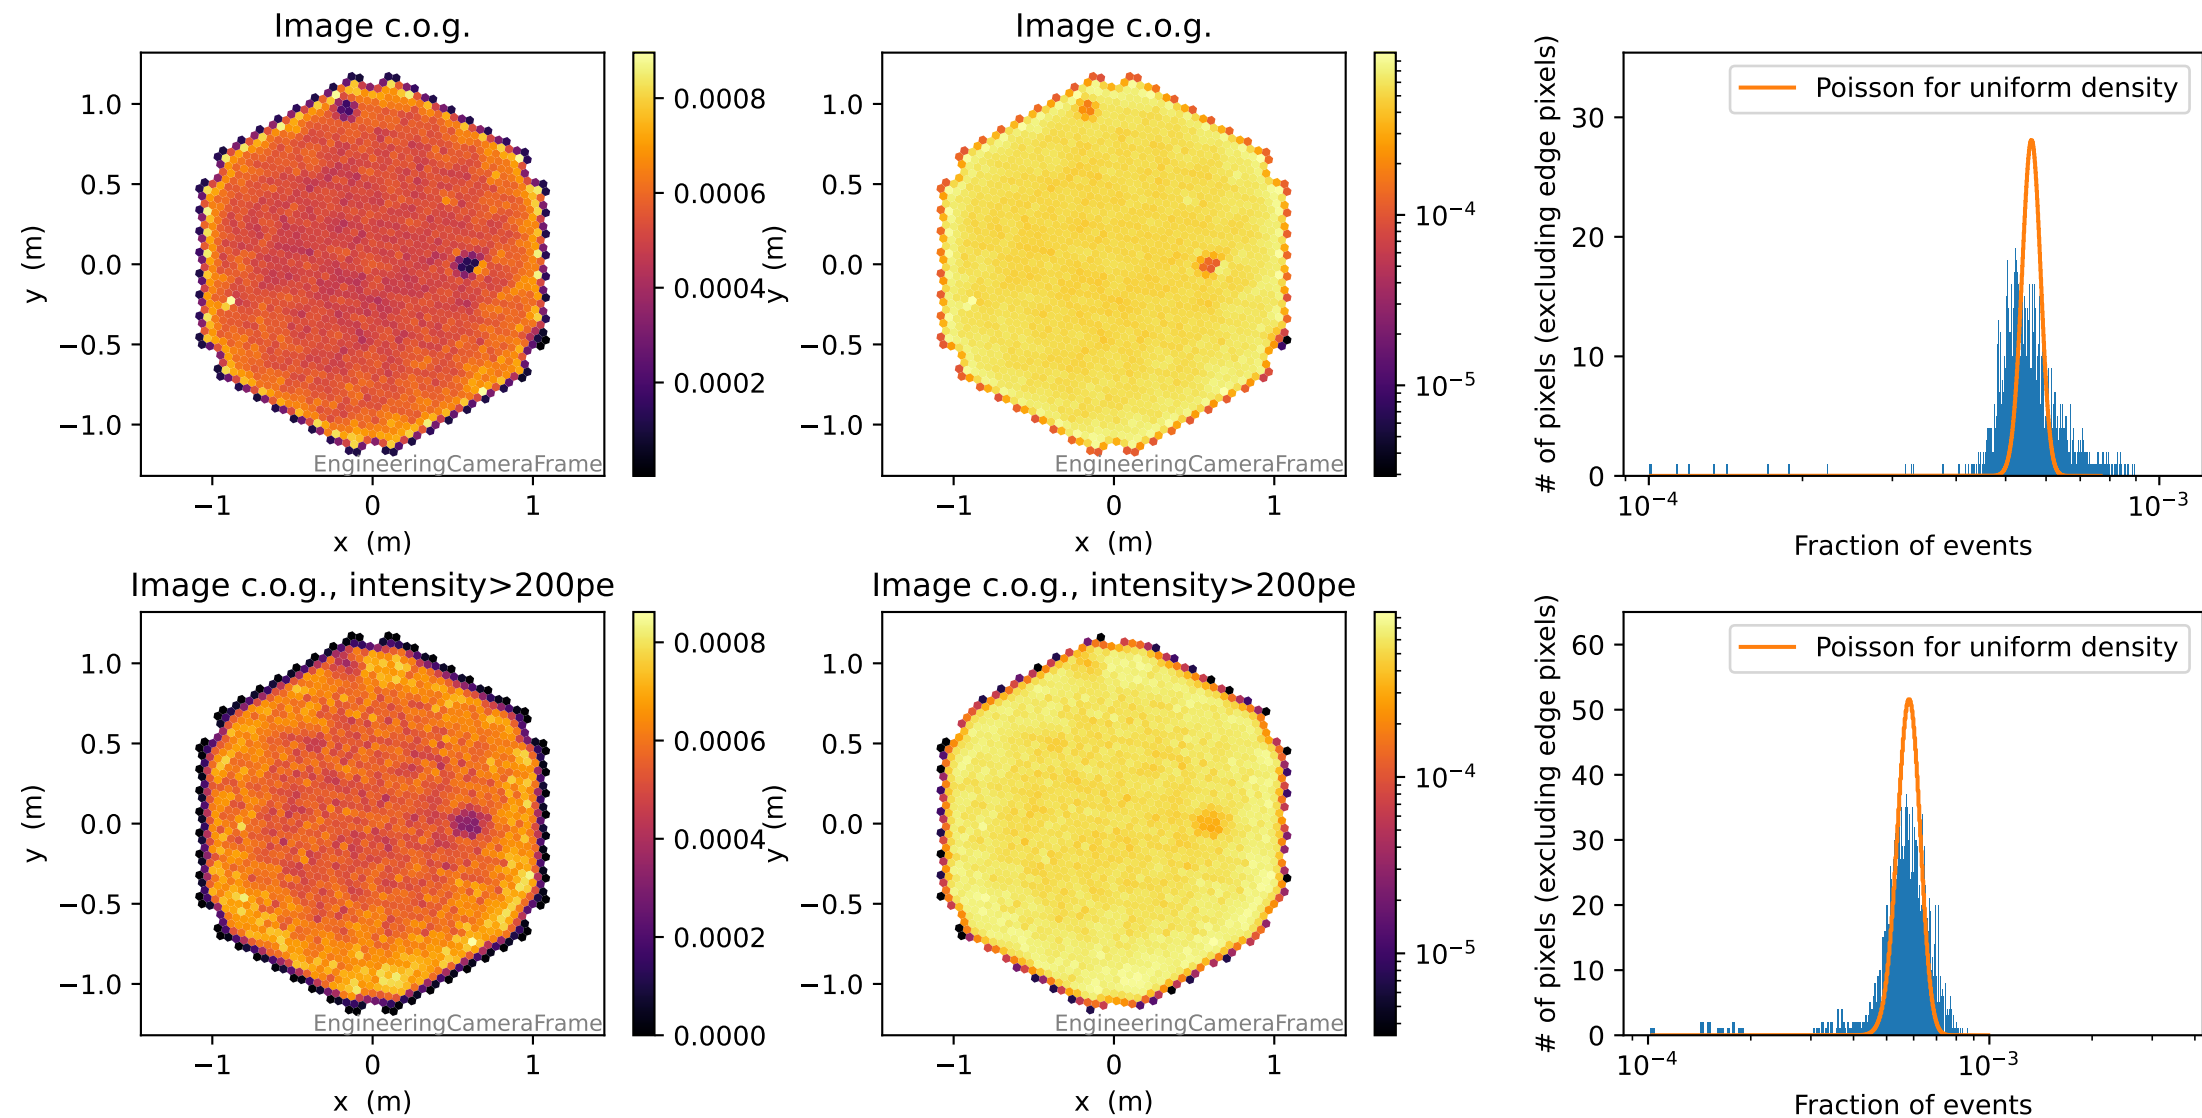 Image c.o.g.
1.0
0.5
0.0
−0.5
−1.0
y (m)
−1
0
1
x (m)
EngineeringCameraFrame
0.0008
0.0006
0.0004
0.0002
Image c.o.g.
1.0
0.5
0.0
−0.5
−1.0
y (m)
−1
0
1
x (m)
EngineeringCameraFrame
10⁻⁴
10⁻⁵
# of pixels (excluding edge pixels)
30
20
10
0
Poisson for uniform density
10⁻⁴
10⁻³
Fraction of events
Image c.o.g., intensity>200pe
1.0
0.5
0.0
−0.5
−1.0
y (m)
−1
0
1
x (m)
EngineeringCameraFrame
0.0008
0.0006
0.0004
0.0002
0.0000
Image c.o.g., intensity>200pe
1.0
0.5
0.0
−0.5
−1.0
y (m)
−1
0
1
x (m)
EngineeringCameraFrame
10⁻⁴
10⁻⁵
# of pixels (excluding edge pixels)
60
50
40
30
20
10
0
Poisson for uniform density
10⁻⁴
10⁻³
Fraction of events